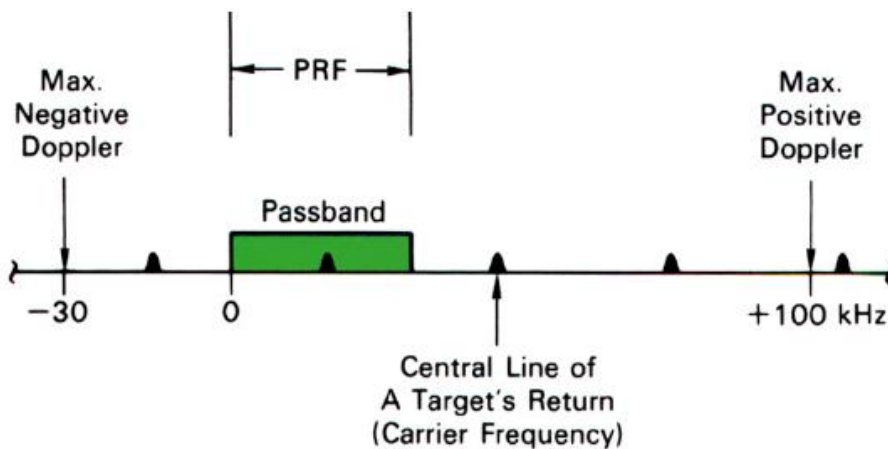 PRF
Max.
Negative
Doppler
Max.
Positive
Doppler
Passband
−30
0
+100 kHz
Central Line of
A Target's Return
(Carrier Frequency)